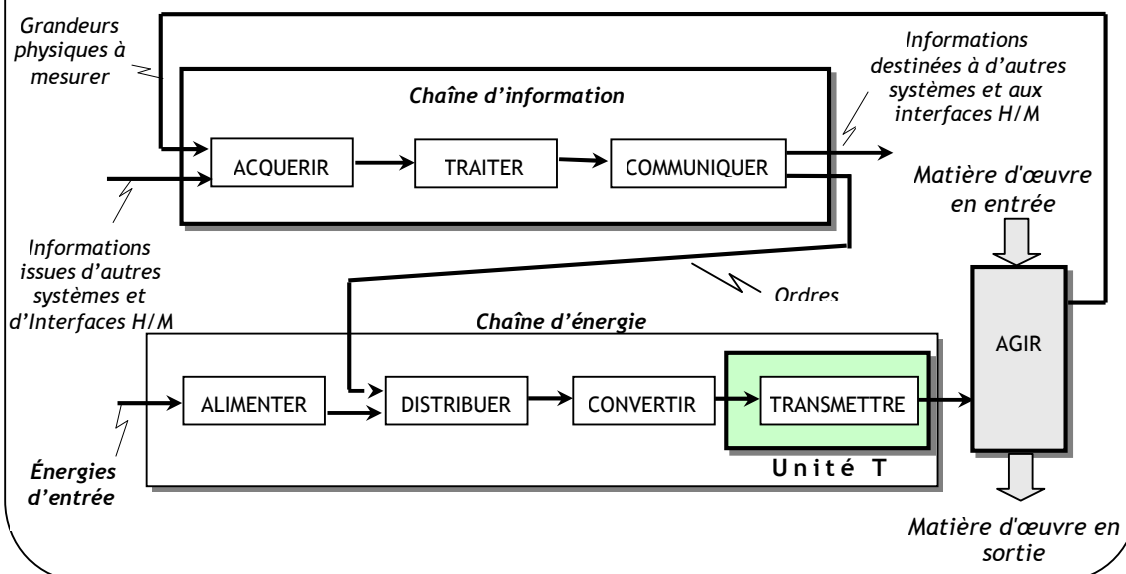 Grandeurs
physiques à
mesurer
Informations
destinées à d’autres
systèmes et aux
interfaces H/M
Chaîne d’information
ACQUERIR
TRAITER
COMMUNIQUER
Matière d'œuvre
en entrée
Informations
issues d’autres
systèmes et
d’Interfaces H/M
Ordres
Chaîne d’énergie
AGIR
ALIMENTER
DISTRIBUER
CONVERTIR
TRANSMETTRE
Unité T
Énergies
d’entrée
Matière d'œuvre en
sortie